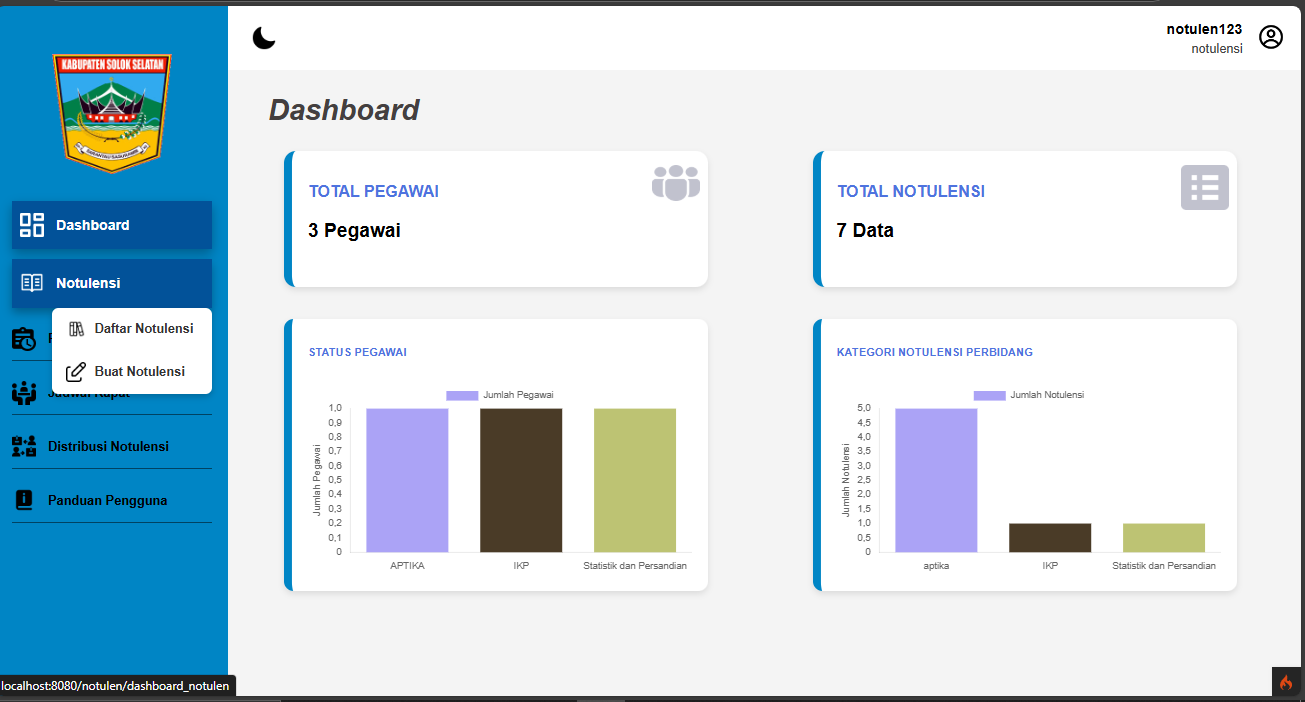 KABUPATEN SOLOK SELATAN
Dashboard
Notulensi
Daftar Notulensi
Buat Notulensi
Jadwal Rapat
Distribusi Notulensi
Panduan Pengguna
localhost:8080/notulen/dashboard_notulen
notulen123
notulensi
Dashboard
TOTAL PEGAWAI
3 Pegawai
TOTAL NOTULENSI
7 Data
STATUS PEGAWAI
Jumlah Pegawai
Jumlah Pegawai
1,0
0,9
0,8
0,7
0,6
0,5
0,4
0,3
0,2
0,1
0
APTIKA
IKP
Statistik dan Persandian
KATEGORI NOTULENSI PERBIDANG
Jumlah Notulensi
Jumlah Notulensi
5,0
4,5
4,0
3,5
3,0
2,5
2,0
1,5
1,0
0,5
0
aptika
IKP
Statistik dan Persandian